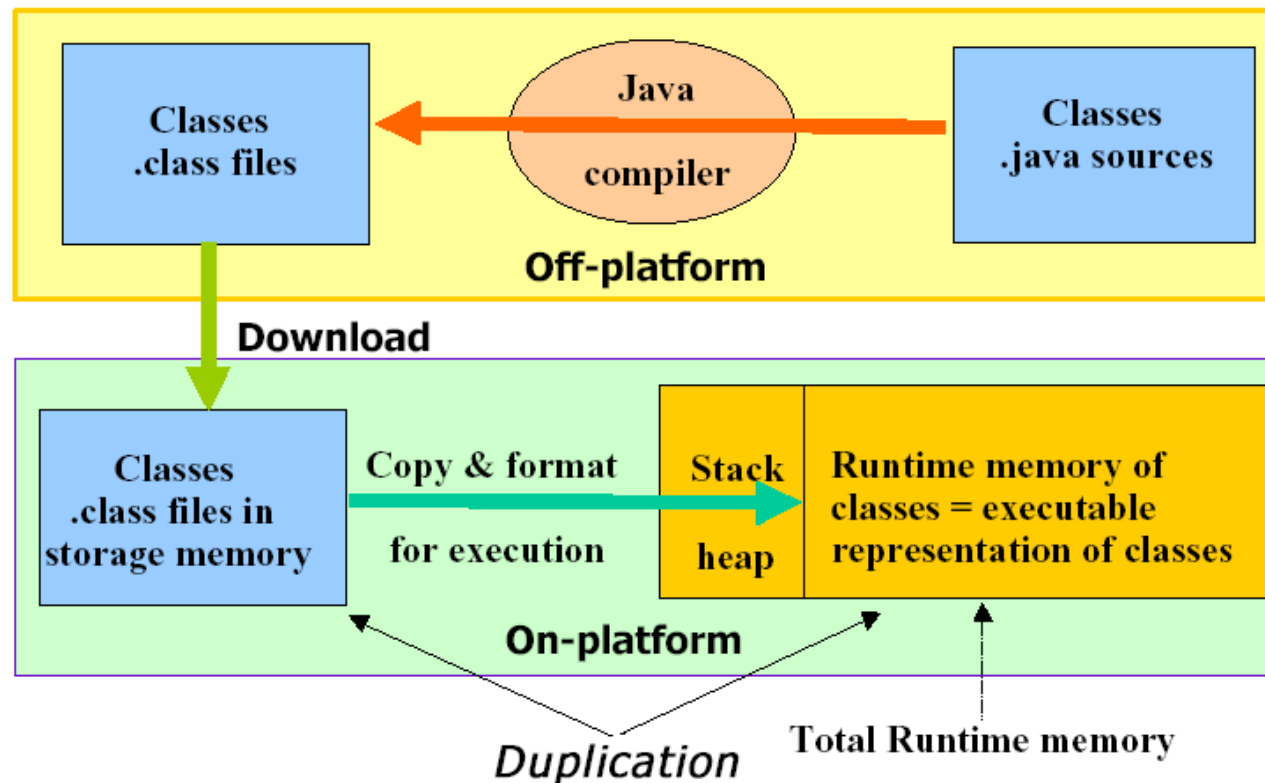 Classes
.class files
Java
compiler
Classes
.java sources
Off-platform
Download
Classes
.class files in
storage memory
Copy & format
for execution
Stack
heap
Runtime memory of
classes = executable
representation of classes
On-platform
Duplication
Total Runtime memory